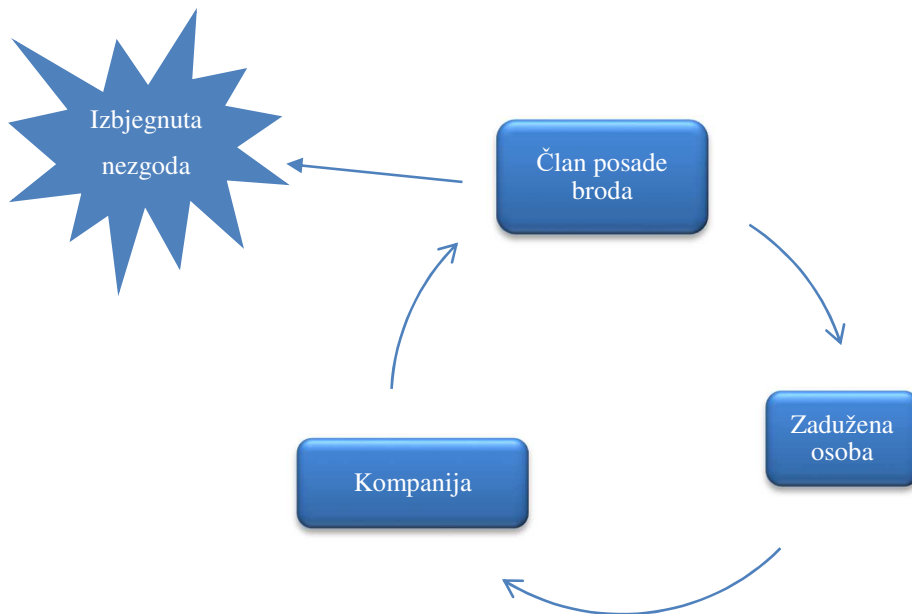 Izbjegnuta
nezgoda
Član posade
broda
Zadužena
osoba
Kompanija